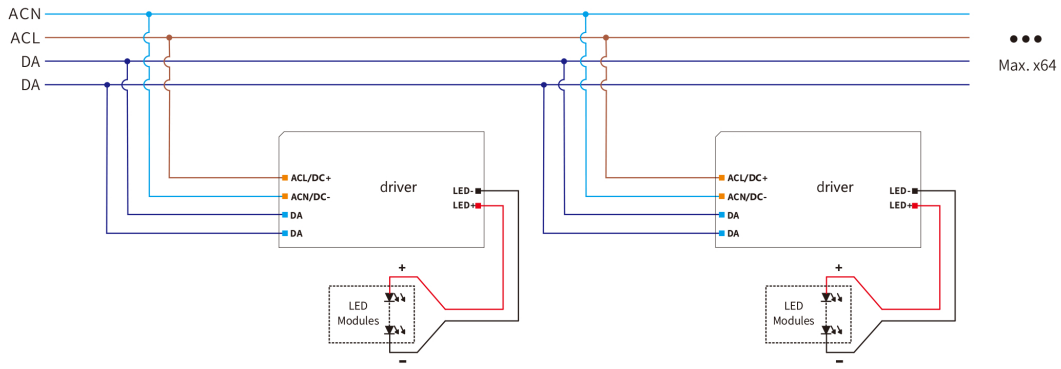 ACN
ACL
DA
DA
Max. x64
ACL/DC+
ACN/DC-
DA
DA
driver
LED-
LED+
ACL/DC+
ACN/DC-
DA
DA
driver
LED-
LED+
+
LED
Modules
-
+
LED
Modules
-